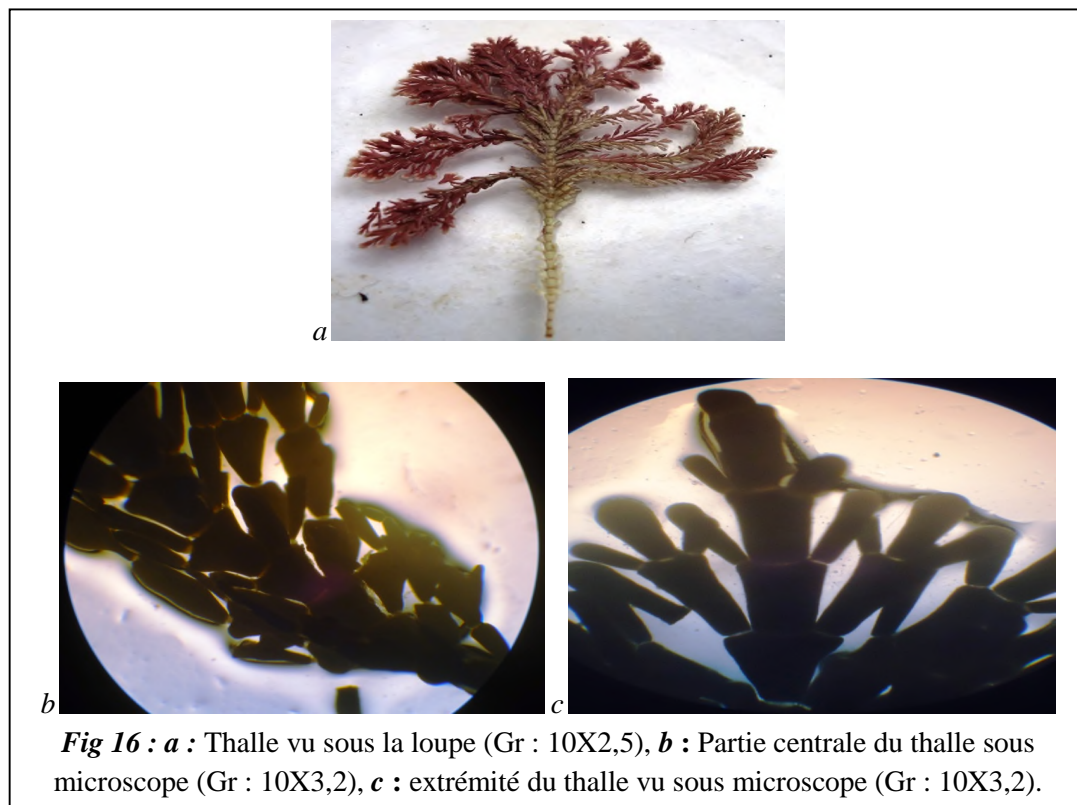 a
b
c
Fig 16 : a : Thalle vu sous la loupe (Gr : 10X2,5), b : Partie centrale du thalle sous
microscope (Gr : 10X3,2), c : extrémité du thalle vu sous microscope (Gr : 10X3,2).